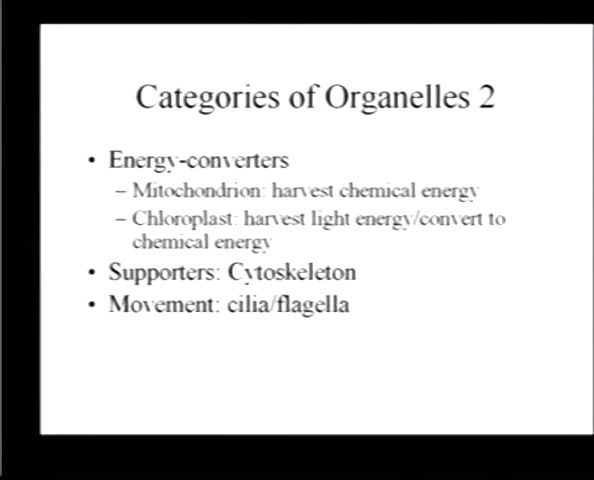 Categories of Organelles 2
• Energy-converters
– Mitochondrion: harvest chemical energy
– Chloroplast: harvest light energy/convert to
chemical energy
• Supporters: Cytoskeleton
• Movement: cilia/flagella